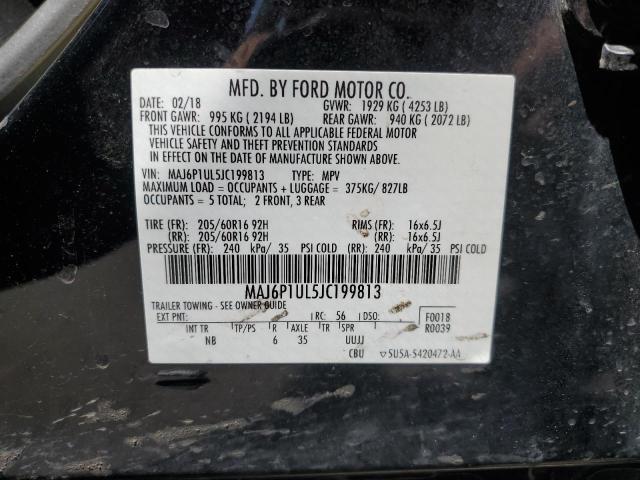 MFD. BY FORD MOTOR CO.
DATE: 02/18 GVWR: 1929 KG ( 4253 LB)
FRONT GAWR: 995 KG ( 2194 LB) REAR GAWR: 940 KG ( 2072 LB)
THIS VEHICLE CONFORMS TO ALL APPLICABLE FEDERAL MOTOR
VEHICLE SAFETY AND THEFT PREVENTION STANDARDS
IN EFFECT ON THE DATE OF MANUFACTURE SHOWN ABOVE.
VIN: MAJ6P1UL5JC199813 TYPE: MPV
MAXIMUM LOAD = OCCUPANTS + LUGGAGE = 375KG/ 827LB
OCCUPANTS = 5 TOTAL; 2 FRONT, 3 REAR
TIRE (FR): 205/60R16 92H RIMS (FR): 16x6.5J
(RR): 205/60R16 92H (RR): 16x6.5J
PRESSURE (FR): 240 kPa/ 35 PSI COLD (RR): 240 kPa/ 35 PSI COLD
MAJ6P1UL5JC199813
TRAILER TOWING - SEE OWNER GUIDE
EXT PNT: RC: 56 DSO: F0018
INT TR TP/PS R AXLE TR SPR R0039
NB 6 35 UUJJ
CBU ▽5U5A-5420472-AA